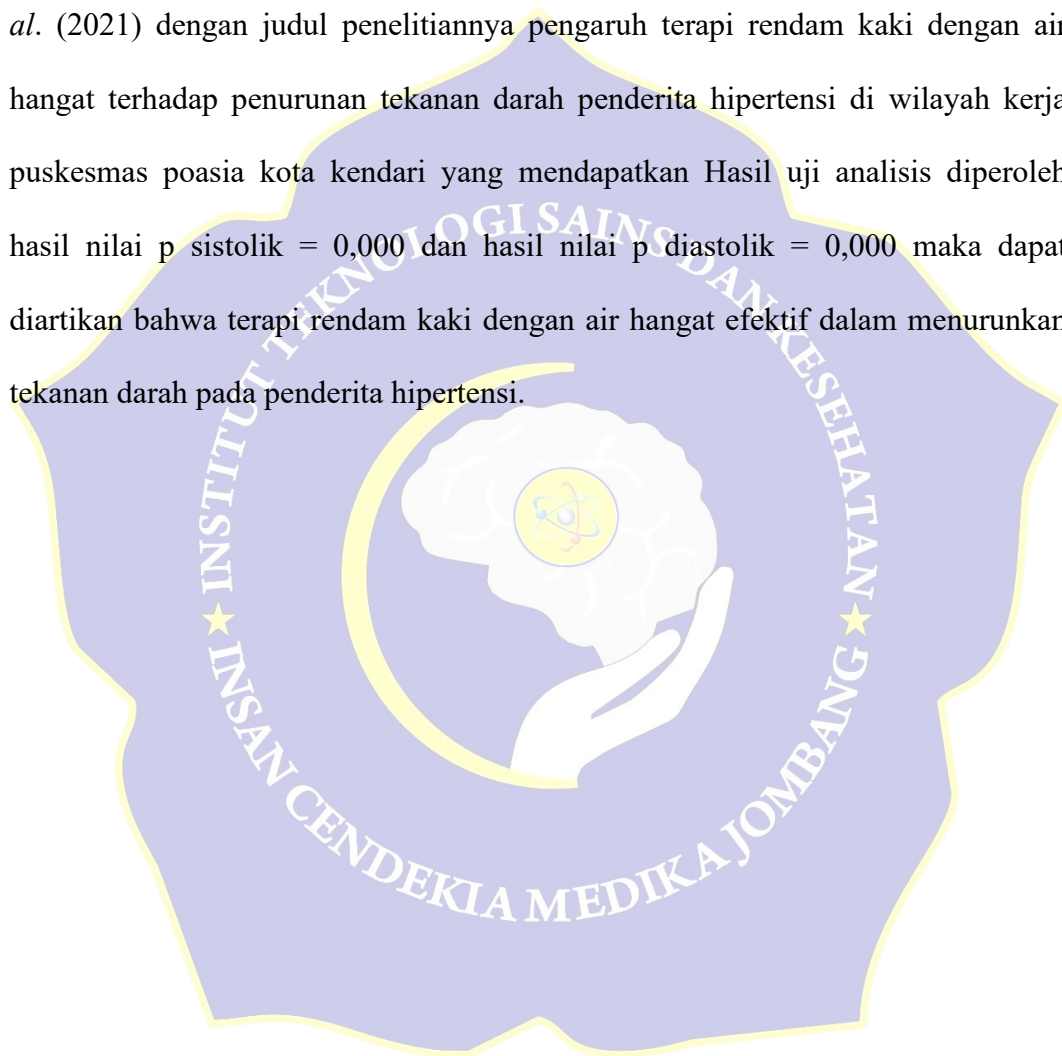 al. (2021) dengan judul penelitiannya pengaruh terapi rendam kaki dengan air
hangat terhadap penurunan tekanan darah penderita hipertensi di wilayah kerja
puskesmas poasia kota kendari yang mendapatkan Hasil uji analisis diperoleh
hasil nilai p sistolik = 0,000 dan hasil nilai p diastolik = 0,000 maka dapat
diartikan bahwa terapi rendam kaki dengan air hangat efektif dalam menurunkan
tekanan darah pada penderita hipertensi.
INSTITUT TEKNOLOGI SAINS DAN KESEHATAN
INSAN CENDEKIA MEDIKA JOMBANG